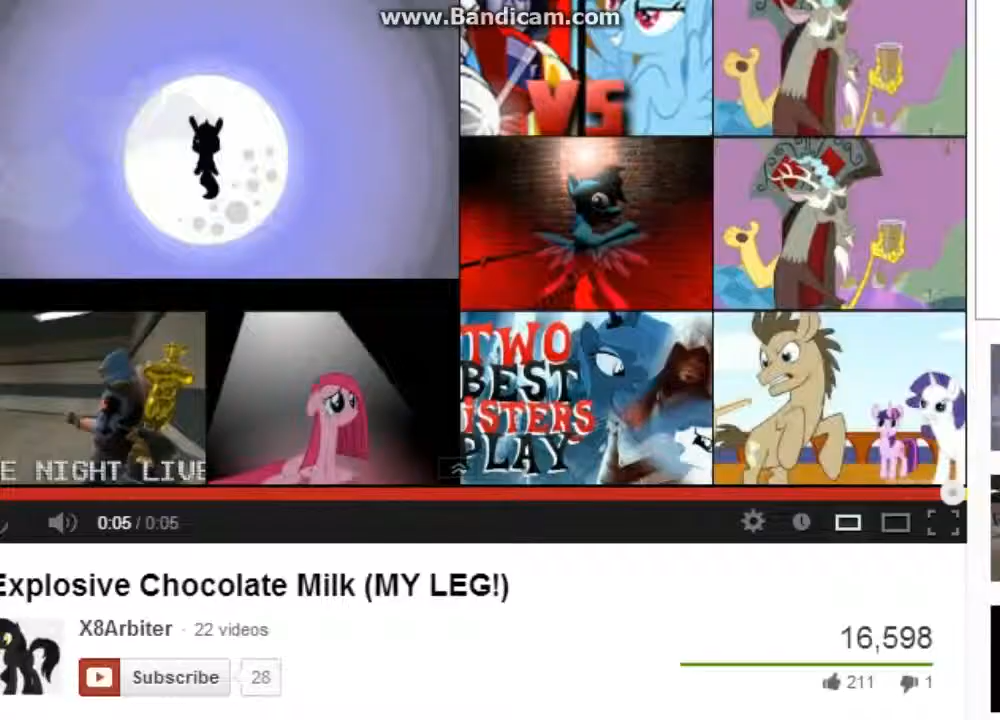 www.Bandicam.com
VS
E NIGHT LIVE
TWO
BEST
ISTERS
PLAY
0:05 / 0:05
Explosive Chocolate Milk (MY LEG!)
X8Arbiter · 22 videos
Subscribe 28
16,598
211 1